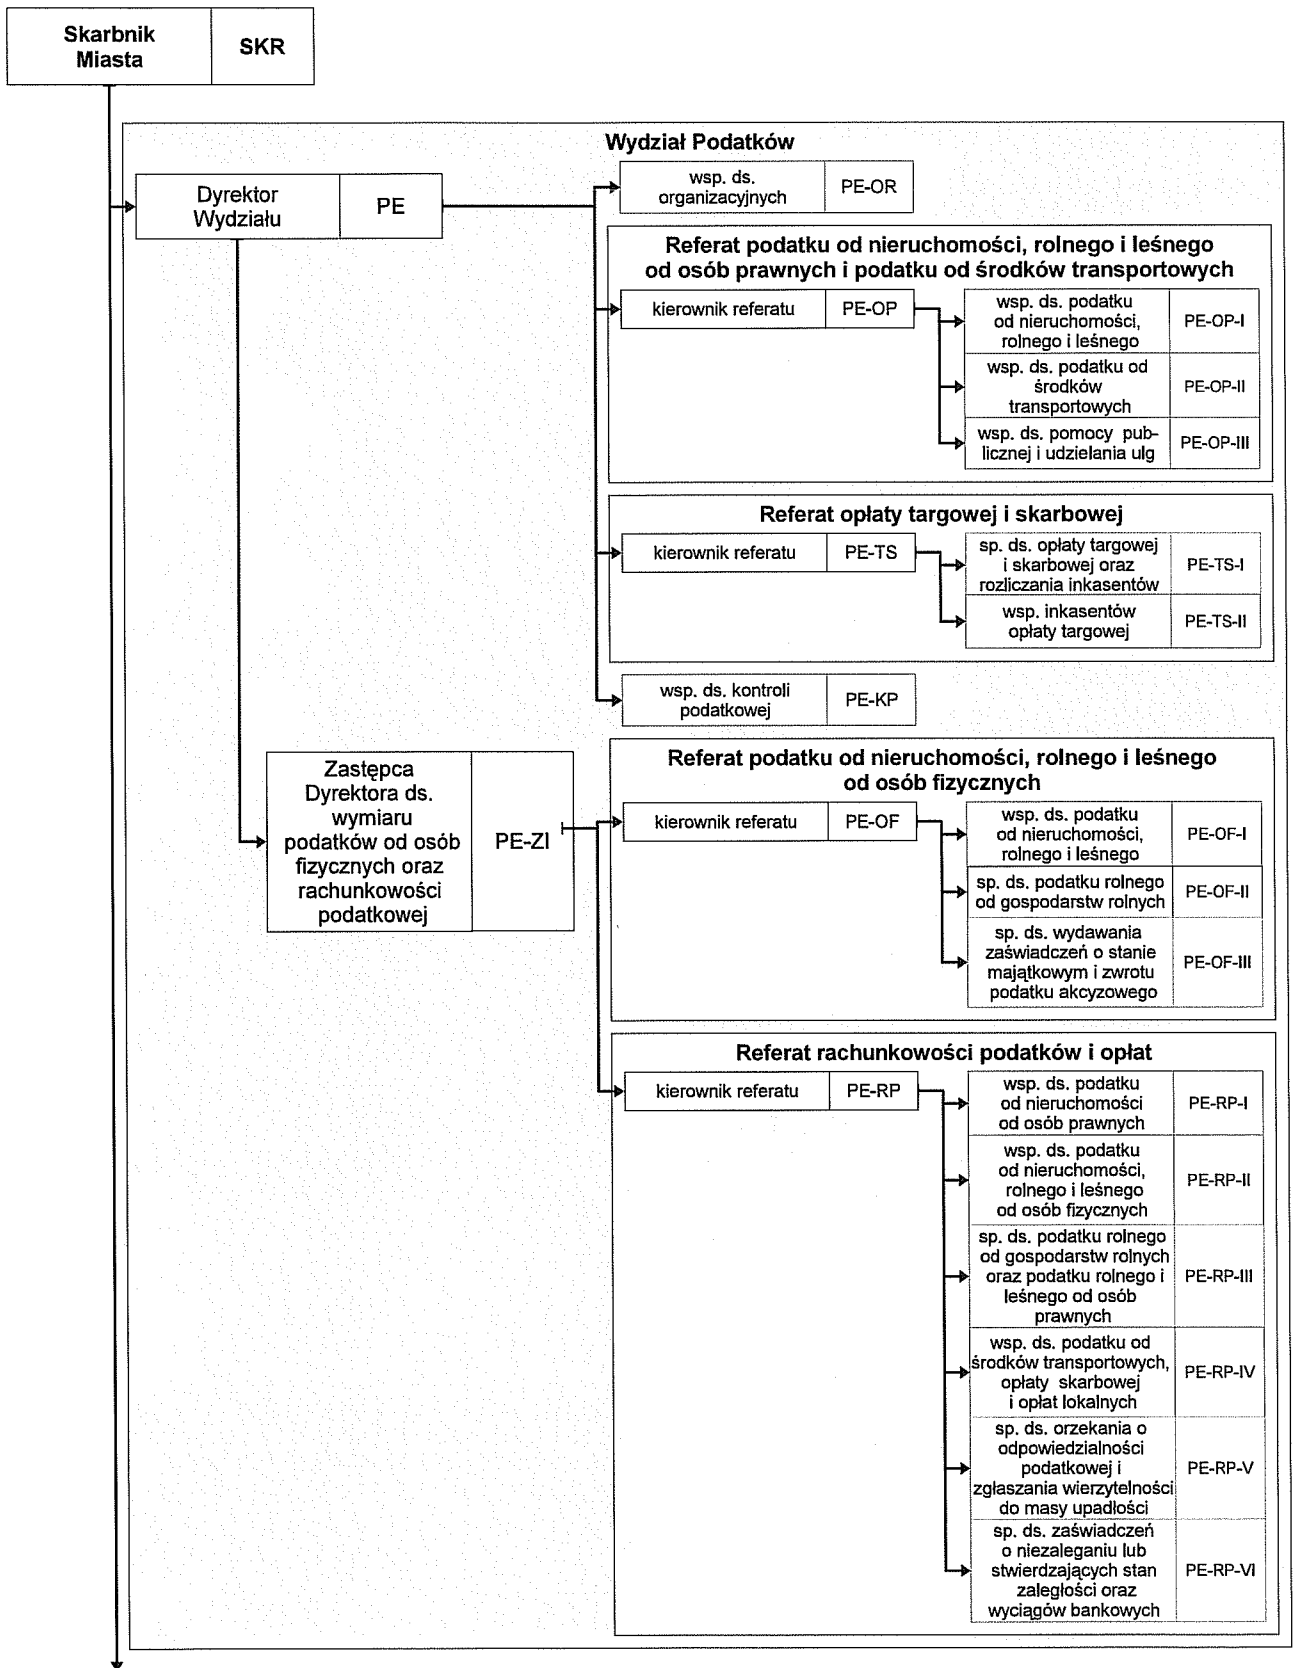 Skarbnik
Miasta
SKR
Wydział Podatków
Dyrektor
Wydziału
PE
wsp. ds.
organizacyjnych
PE-OR
Referat podatku od nieruchomości, rolnego i leśnego
od osób prawnych i podatku od środków transportowych
kierownik referatu
PE-OP
wsp. ds. podatku
od nieruchomości,
rolnego i leśnego
PE-OP-I
wsp. ds. podatku od
środków
transportowych
PE-OP-II
wsp. ds. pomocy pub-
licznej i udzielania ulg
PE-OP-III
Referat opłaty targowej i skarbowej
kierownik referatu
PE-TS
sp. ds. opłaty targowej
i skarbowej oraz
rozliczania inkasentów
PE-TS-I
wsp. inkasentów
opłaty targowej
PE-TS-II
wsp. ds. kontroli
podatkowej
PE-KP
Zastępca
Dyrektora ds.
wymiaru
podatków od osób
fizycznych oraz
rachunkowości
podatkowej
PE-ZI
Referat podatku od nieruchomości, rolnego i leśnego
od osób fizycznych
kierownik referatu
PE-OF
wsp. ds. podatku
od nieruchomości,
rolnego i leśnego
PE-OF-I
sp. ds. podatku rolnego
od gospodarstw rolnych
PE-OF-II
sp. ds. wydawania
zaświadczeń o stanie
majątkowym i zwrotu
podatku akcyzowego
PE-OF-III
Referat rachunkowości podatków i opłat
kierownik referatu
PE-RP
wsp. ds. podatku
od nieruchomości
od osób prawnych
PE-RP-I
wsp. ds. podatku
od nieruchomości,
rolnego i leśnego
od osób fizycznych
PE-RP-II
sp. ds. podatku rolnego
od gospodarstw rolnych
oraz podatku rolnego i
leśnego od osób
prawnych
PE-RP-III
wsp. ds. podatku od
środków transportowych,
opłaty skarbowej
i opłat lokalnych
PE-RP-IV
sp. ds. orzekania o
odpowiedzialności
podatkowej i
zgłaszania wierzytelności
do masy upadłości
PE-RP-V
sp. ds. zaświadczeń
o niezaleganiu lub
stwierdzających stan
zaległości oraz
wyciągów bankowych
PE-RP-VI